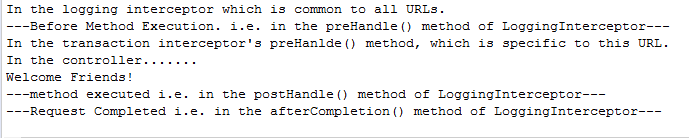 In the logging interceptor which is common to all URLs.
---Before Method Execution. i.e. in the preHandle() method of LoggingInterceptor---
In the transaction interceptor's preHanlde() method, which is specific to this URL.
In the controller.......
Welcome Friends!
---method executed i.e. in the postHandle() method of LoggingInterceptor---
---Request Completed i.e. in the afterCompletion() method of LoggingInterceptor---